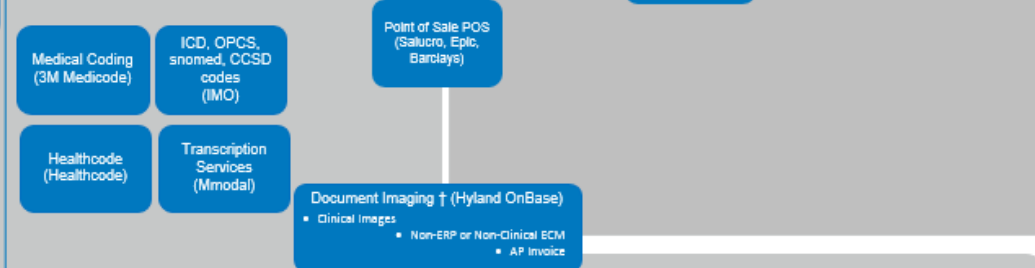 Point of Sale POS
(Salucro, Epic,
Barclays)
Medical Coding
(3M Medicode)
ICD, OPCS,
snomed, CCSD
codes
(IMO)
Healthcode
(Healthcode)
Transcription
Services
(Mmodal)
Document Imaging † (Hyland OnBase)
• Clinical Images
• Non-ERP or Non-Clinical ECM
• AP Invoice